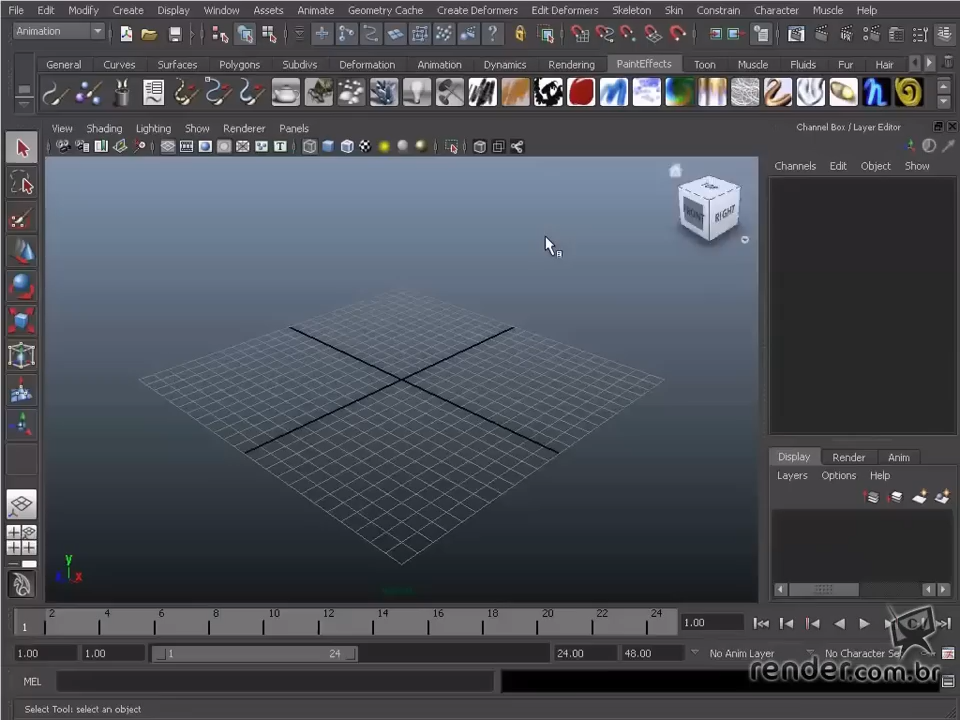 File Edit Modify Create Display Window Assets Animate Geometry Cache Create Deformers Edit Deformers Skeleton Skin Constrain Character Muscle Help
Animation
General Curves Surfaces Polygons Subdivs Deformation Animation Dynamics Rendering PaintEffects Toon Muscle Fluids Fur Hair
View Shading Lighting Show Renderer Panels
Channel Box / Layer Editor
Channels Edit Object Show
TOP
FRONT RIGHT
Display Render Anim
Layers Options Help
y
x
2 4 6 8 10 12 14 16 18 20 22 24
1
1.00
1.00 1.00 1 24 24.00 48.00 No Anim Layer No Character Se
render.com.br
MEL
Select Tool: select an object